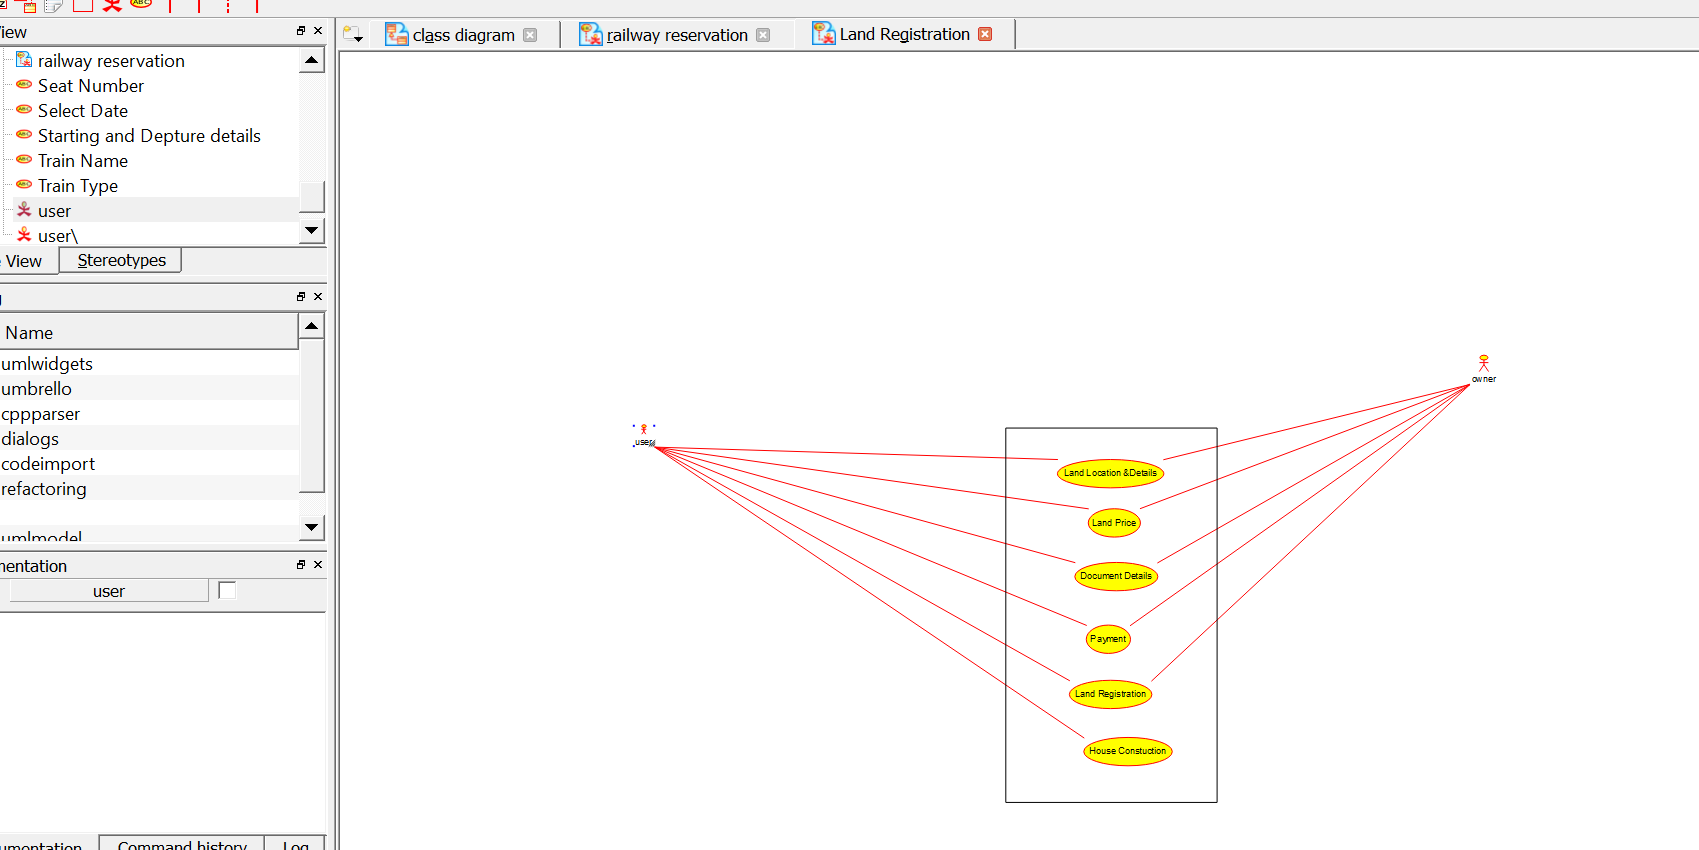 ABC
iew
class diagram
railway reservation
Land Registration
railway reservation
Seat Number
Select Date
Starting and Depture details
Train Name
Train Type
user
user\
View
Stereotypes
Name
umlwidgets
umbrello
cppparser
dialogs
codeimport
refactoring
umlmodel
mentation
user
umentation
Command history
Log
owner
user
Land Location &Details
Land Price
Document Details
Payment
Land Registration
House Constuction